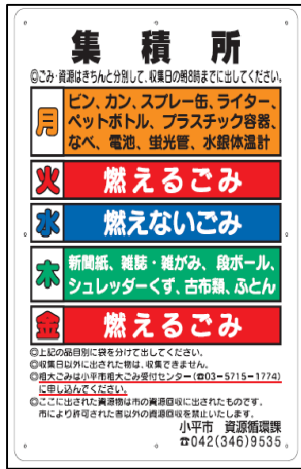 集積所
◎ごみ・資源はきちんと分別して、収集日の朝8時までに出してください。
月
ビン、カン、スプレー缶、ライター、
ペットボトル、プラスチック容器、
なべ、電池、蛍光管、水銀体温計
火
燃えるごみ
水
燃えないごみ
木
新聞紙、雑誌・雑がみ、段ボール、
シュレッダーくず、古布類、ふとん
金
燃えるごみ
◎上記の品目別に袋を分けて出してください。
◎収集日以外に出された物は、収集できません。
◎粗大ごみは小平市粗大ごみ受付センター(☎03-5715-1774)
に申し込んでください。
◎ここに出された資源物は市の資源回収に出されたものです。
市により許可された者以外の資源回収を禁止いたします。
小平市 資源循環課
☎042(346)9535